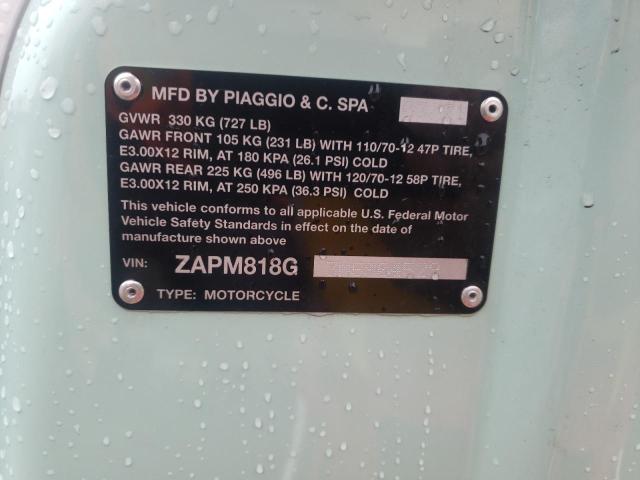 MFD BY PIAGGIO & C. SPA
GVWR 330 KG (727 LB)
GAWR FRONT 105 KG (231 LB) WITH 110/70-12 47P TIRE,
E3.00X12 RIM, AT 180 KPA (26.1 PSI) COLD
GAWR REAR 225 KG (496 LB) WITH 120/70-12 58P TIRE,
E3.00X12 RIM, AT 250 KPA (36.3 PSI) COLD
This vehicle conforms to all applicable U.S. Federal Motor
Vehicle Safety Standards in effect on the date of
manufacture shown above
VIN: ZAPM818G
TYPE: MOTORCYCLE